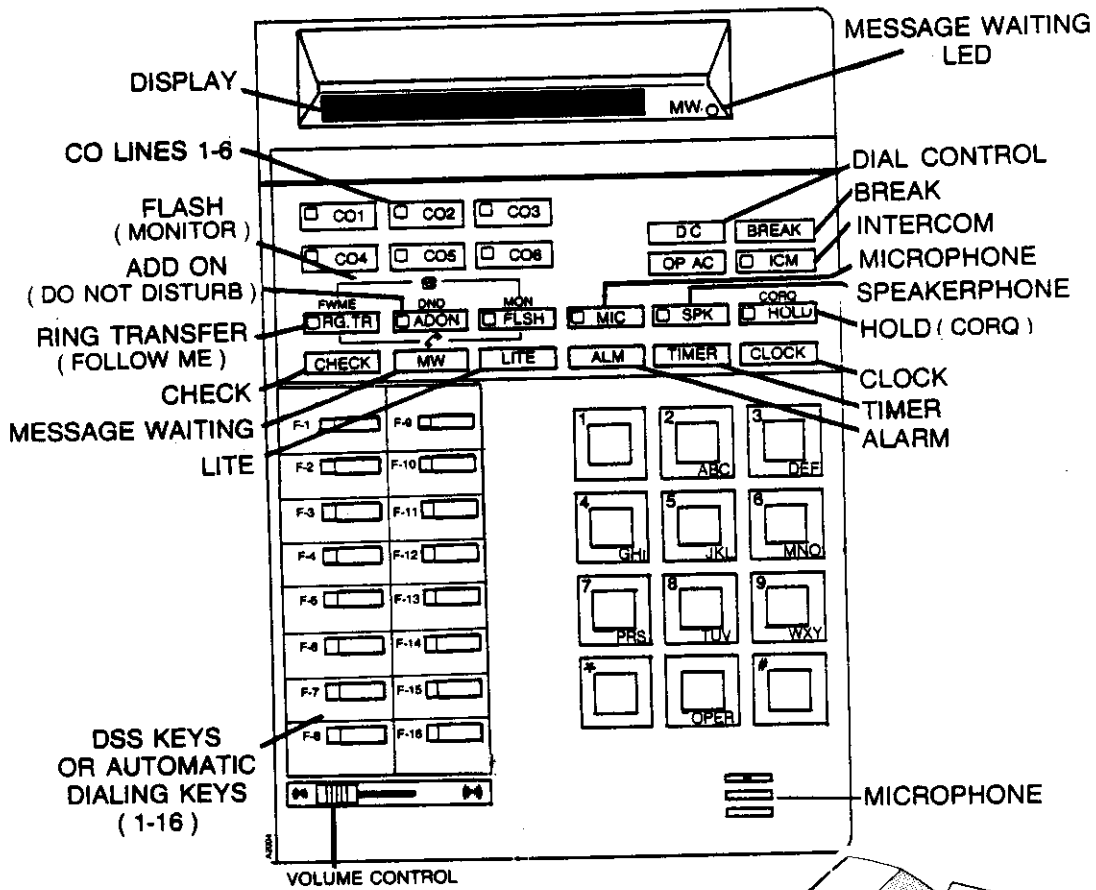 MESSAGE WAITING
LED
DISPLAY
MW
CO LINES 1-6
DIAL CONTROL
BREAK
INTERCOM
MICROPHONE
SPEAKERPHONE
HOLD ( CORQ )
FLASH
( MONITOR )
ADD ON
( DO NOT DISTURB )
RING TRANSFER
( FOLLOW ME )
CHECK
MESSAGE WAITING
LITE
CO1 CO2 CO3
DC BREAK
CO4 CO5 CO6
OP AC ICM
FWME DND MON CORQ
RG.TR ADON FLSH MIC SPK HOLD
CHECK MW LITE ALM TIMER CLOCK
CLOCK
TIMER
ALARM
F-1 F-9
F-2 F-10
F-3 F-11
F-4 F-12
F-5 F-13
F-6 F-14
F-7 F-15
F-8 F-16
1 2 3
ABC DEF
4 5 6
GHI JKL MNO
7 8 9
PRS TUV WXY
* #
OPER
DSS KEYS
OR AUTOMATIC
DIALING KEYS
( 1-16 )
MICROPHONE
A2004
VOLUME CONTROL